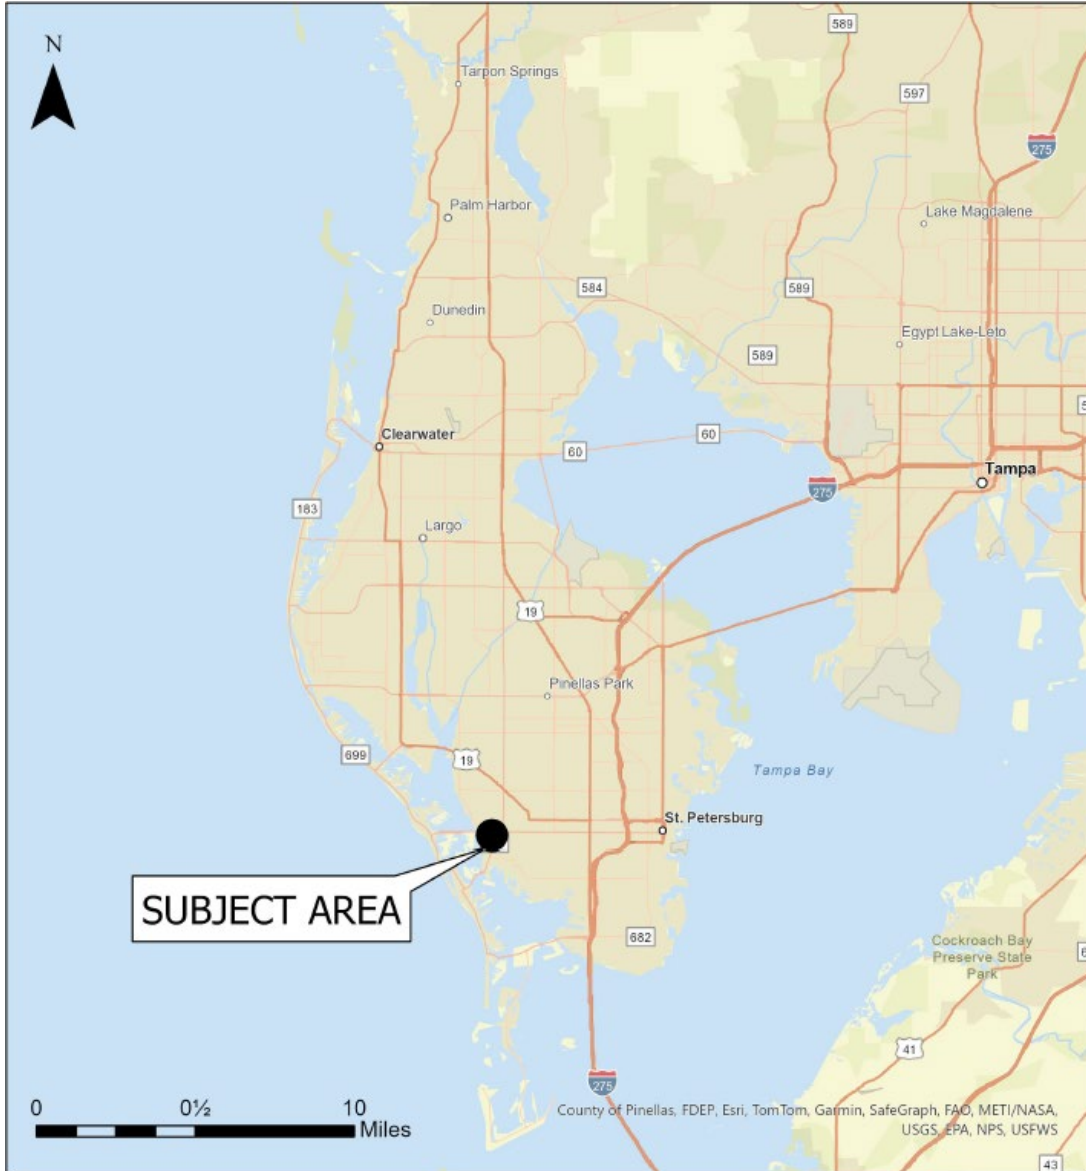 N
589
Tarpon Springs
597
275
Palm Harbor
Lake Magdalene
584
589
Dunedin
Egypt Lake-Leto
589
Clearwater
60
60
Tampa
275
183
Largo
19
Pinellas Park
699
19
Tampa Bay
St. Petersburg
SUBJECT AREA
682
Cockroach Bay
Preserve State
Park
41
275
0 0½ 10
Miles
County of Pinellas, FDEP, Esri, TomTom, Garmin, SafeGraph, FAO, METI/NASA,
USGS, EPA, NPS, USFWS
43